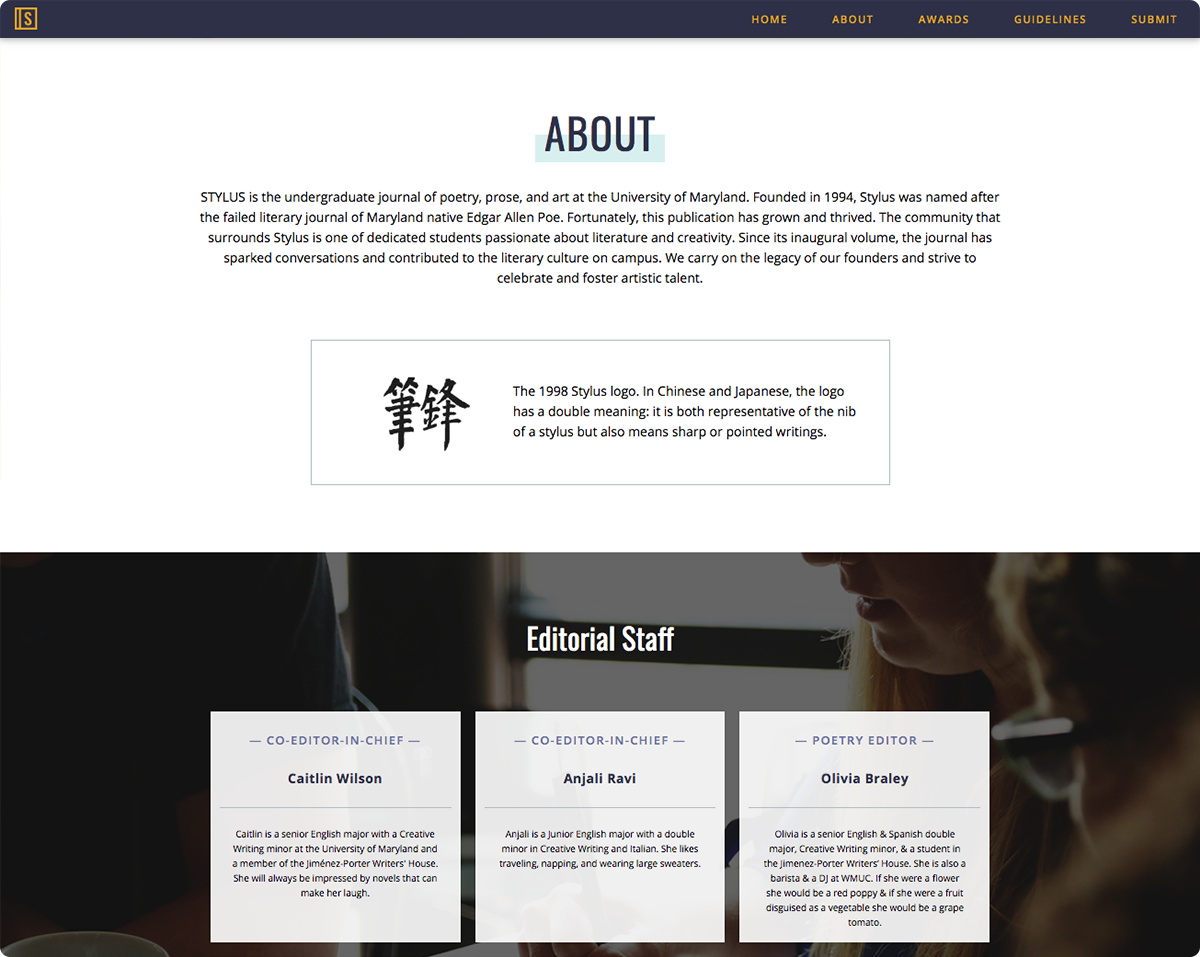 S
HOME ABOUT AWARDS GUIDELINES SUBMIT
ABOUT
STYLUS is the undergraduate journal of poetry, prose, and art at the University of Maryland. Founded in 1994, Stylus was named after
the failed literary journal of Maryland native Edgar Allen Poe. Fortunately, this publication has grown and thrived. The community that
surrounds Stylus is one of dedicated students passionate about literature and creativity. Since its inaugural volume, the journal has
sparked conversations and contributed to the literary culture on campus. We carry on the legacy of our founders and strive to
celebrate and foster artistic talent.
筆鋒
The 1998 Stylus logo. In Chinese and Japanese, the logo
has a double meaning: it is both representative of the nib
of a stylus but also means sharp or pointed writings.
Editorial Staff
— CO-EDITOR-IN-CHIEF —
Caitlin Wilson
Caitlin is a senior English major with a Creative
Writing minor at the University of Maryland and
a member of the Jiménez-Porter Writers' House.
She will always be impressed by novels that can
make her laugh.
— CO-EDITOR-IN-CHIEF —
Anjali Ravi
Anjali is a Junior English major with a double
minor in Creative Writing and Italian. She likes
traveling, napping, and wearing large sweaters.
— POETRY EDITOR —
Olivia Braley
Olivia is a senior English & Spanish double
major, Creative Writing minor, & a student in
the Jimenez-Porter Writers’ House. She is also a
barista & a DJ at WMUC. If she were a flower
she would be a red poppy & if she were a fruit
disguised as a vegetable she would be a grape
tomato.